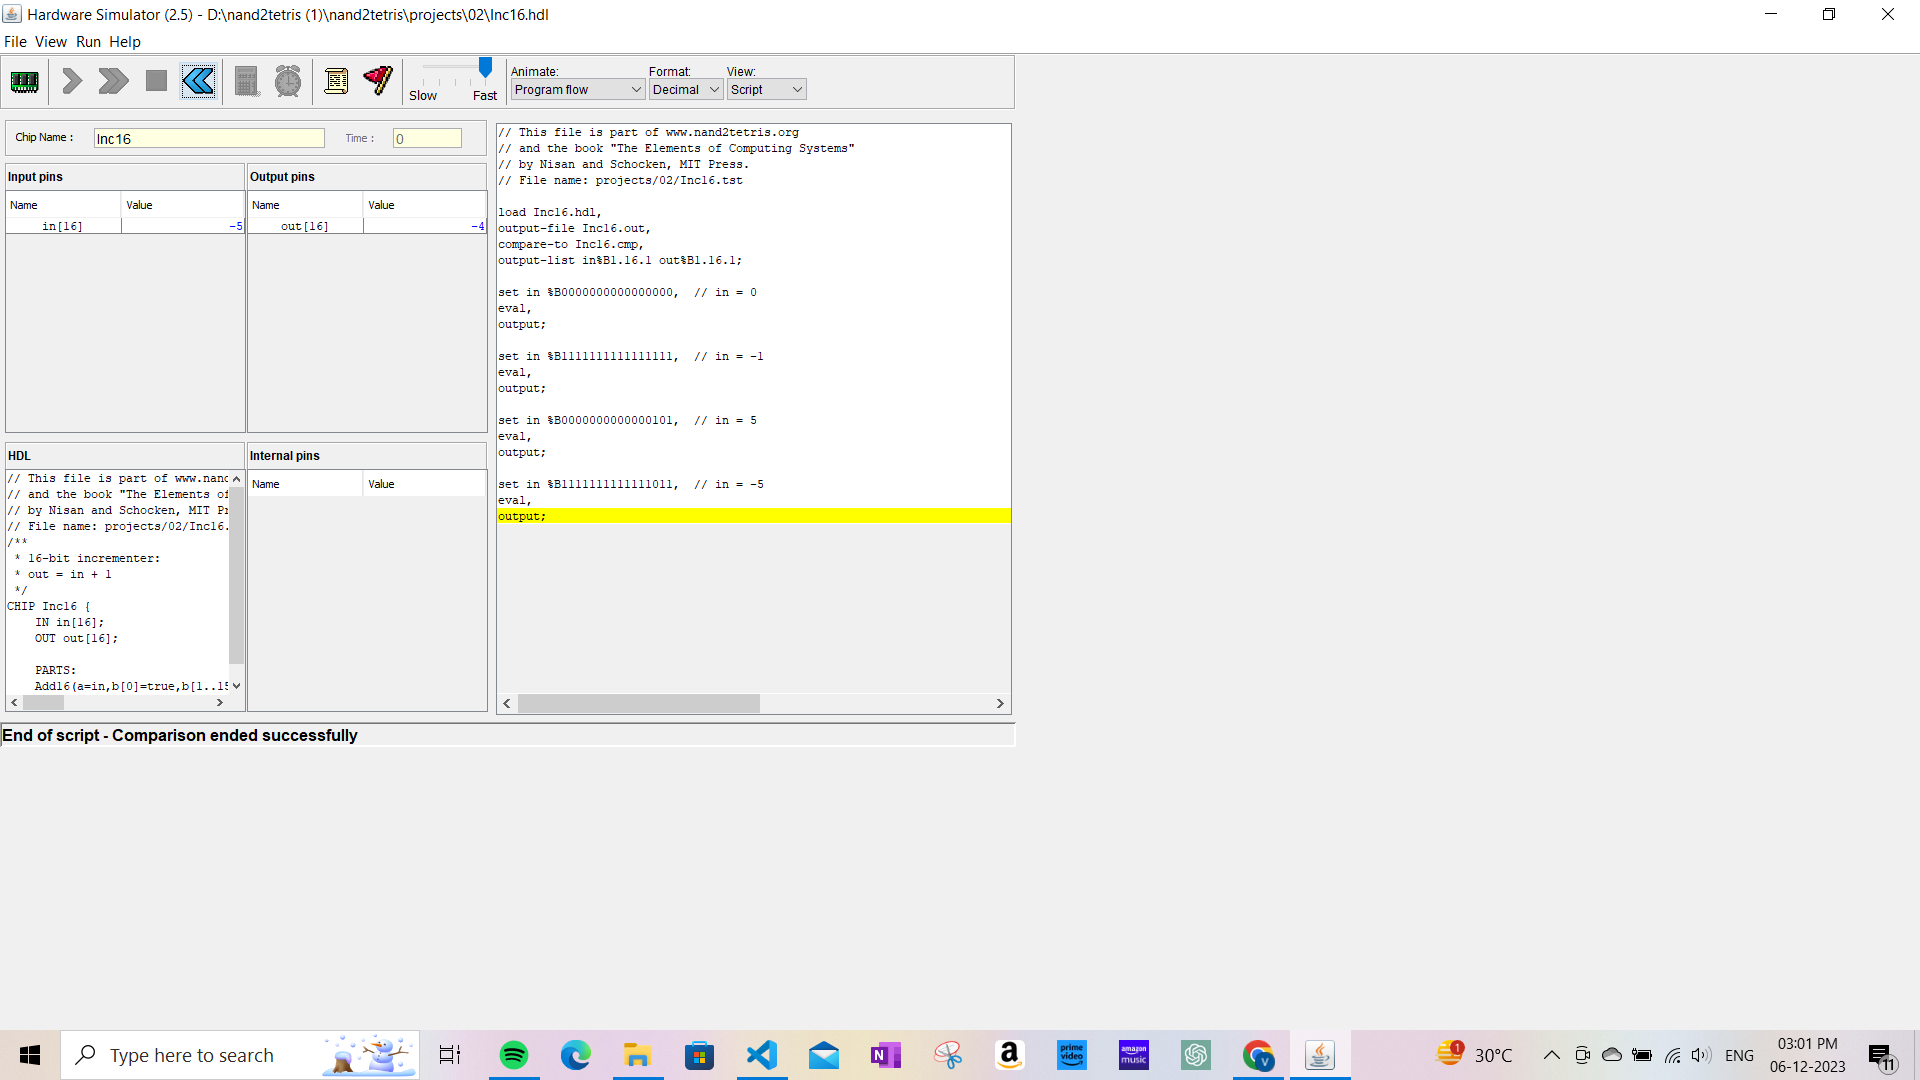 Hardware Simulator (2.5) - D:\nand2tetris (1)\nand2tetris\projects\02\Inc16.hdl
File View Run Help
Slow Fast
Animate: Format: View:
Program flow Decimal Script
Chip Name : Inc16 Time : 0
Input pins Output pins
Name Value Name Value
in[16] -5 out[16] -4
HDL Internal pins
Name Value
// This file is part of www.nand
// and the book "The Elements of
// by Nisan and Schocken, MIT Pr
// File name: projects/02/Inc16.
/**
* 16-bit incrementer:
* out = in + 1
*/
CHIP Inc16 {
IN in[16];
OUT out[16];
PARTS:
Add16(a=in,b[0]=true,b[1..15
// This file is part of www.nand2tetris.org
// and the book "The Elements of Computing Systems"
// by Nisan and Schocken, MIT Press.
// File name: projects/02/Inc16.tst
load Inc16.hdl,
output-file Inc16.out,
compare-to Inc16.cmp,
output-list in%B1.16.1 out%B1.16.1;
set in %B0000000000000000, // in = 0
eval,
output;
set in %B1111111111111111, // in = -1
eval,
output;
set in %B0000000000000101, // in = 5
eval,
output;
set in %B1111111111111011, // in = -5
eval,
output;
End of script - Comparison ended successfully
Type here to search
N
a
prime video
amazon music
V
1
30°C
ENG
03:01 PM
06-12-2023
11